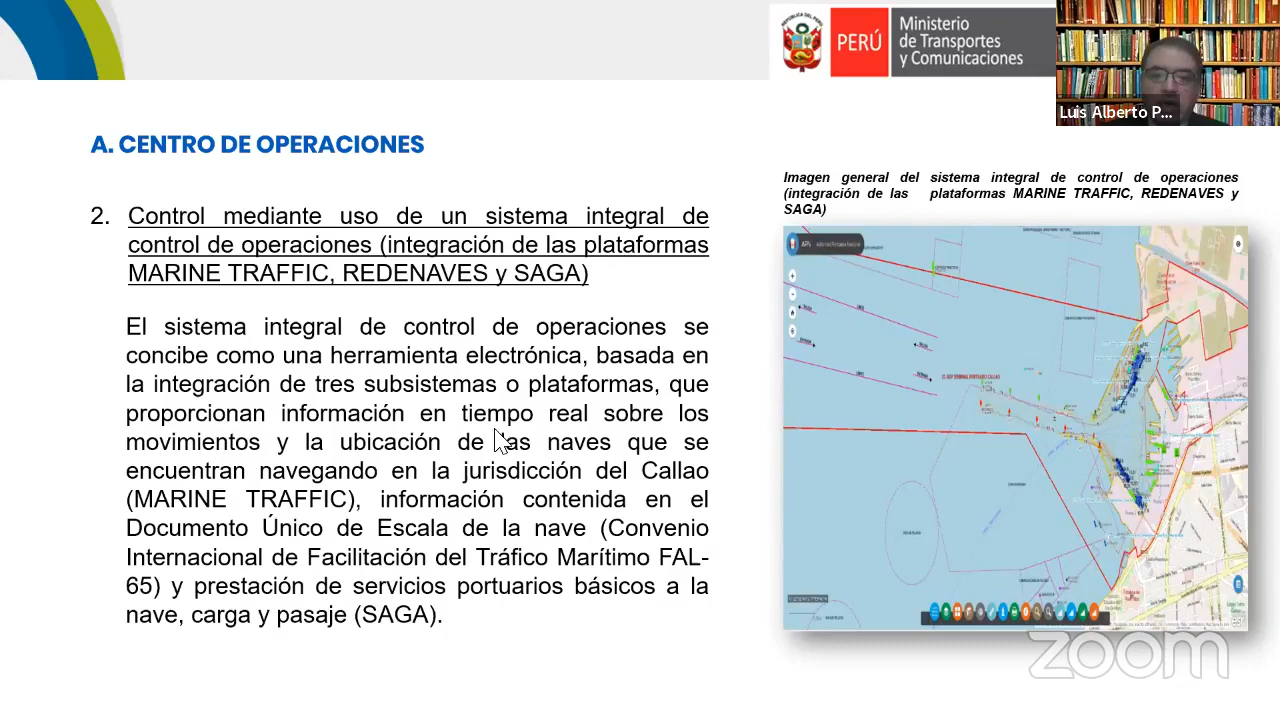 PERÚ
Ministerio
de Transportes
y Comunicaciones
Luis Alberto P...
A. CENTRO DE OPERACIONES
2. Control mediante uso de un sistema integral de
control de operaciones (integración de las plataformas
MARINE TRAFFIC, REDENAVES y SAGA)
El sistema integral de control de operaciones se
concibe como una herramienta electrónica, basada en
la integración de tres subsistemas o plataformas, que
proporcionan información en tiempo real sobre los
movimientos y la ubicación de las naves que se
encuentran navegando en la jurisdicción del Callao
(MARINE TRAFFIC), información contenida en el
Documento Único de Escala de la nave (Convenio
Internacional de Facilitación del Tráfico Marítimo FAL-
65) y prestación de servicios portuarios básicos a la
nave, carga y pasaje (SAGA).
Imagen general del sistema integral de control de operaciones
(integración de las plataformas MARINE TRAFFIC, REDENAVES y
SAGA)
zoom